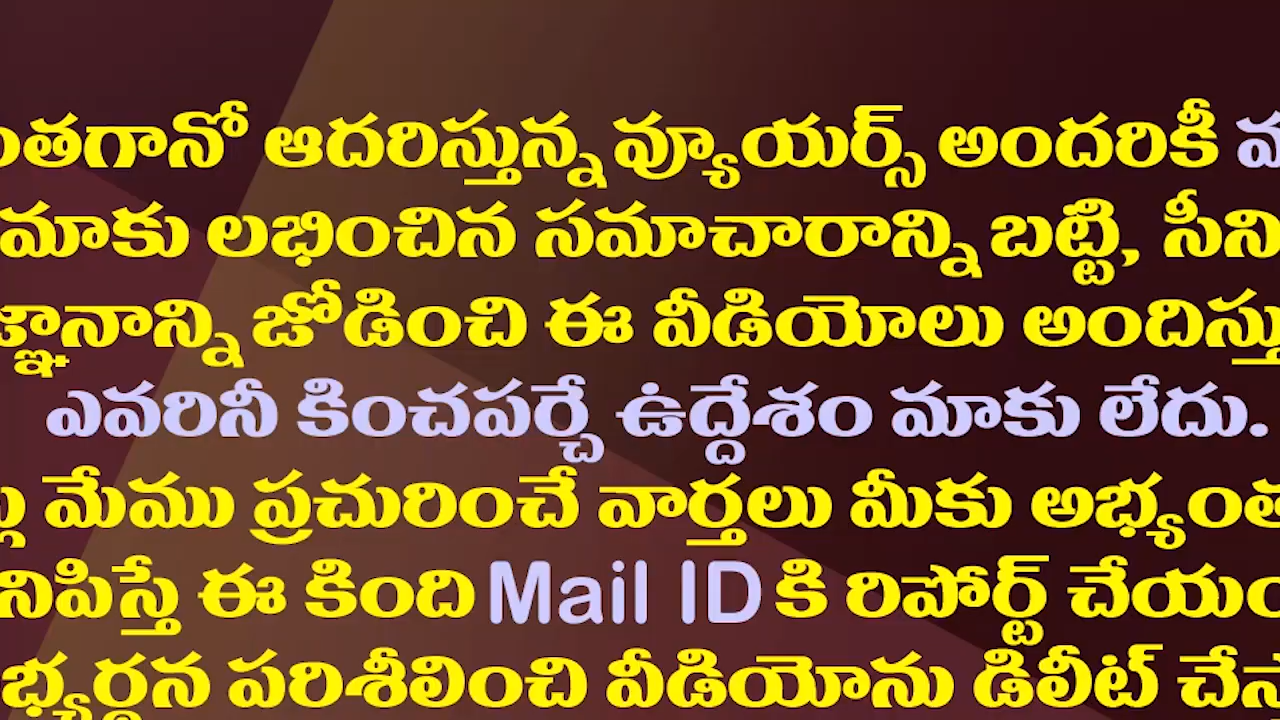 ంతగానో ఆదరిస్తున్న వ్యూయర్స్ అందరికీ
మాకు లభించిన సమాచారాన్ని బట్టి, సీని
జ్ఞానాన్ని జోడించి ఈ వీడియోలు అందిస్తు
ఎవరినీ కించపర్చే ఉద్దేశం మాకు లేదు.
మేము ప్రచురించే వార్తలు మీకు అభ్యంత
నిపిస్తే ఈ కింది Mail ID కి రిపోర్ట్ చేయం
భ్యర్థన పరిశీలించి వీడియోను డిలీట్ చేస